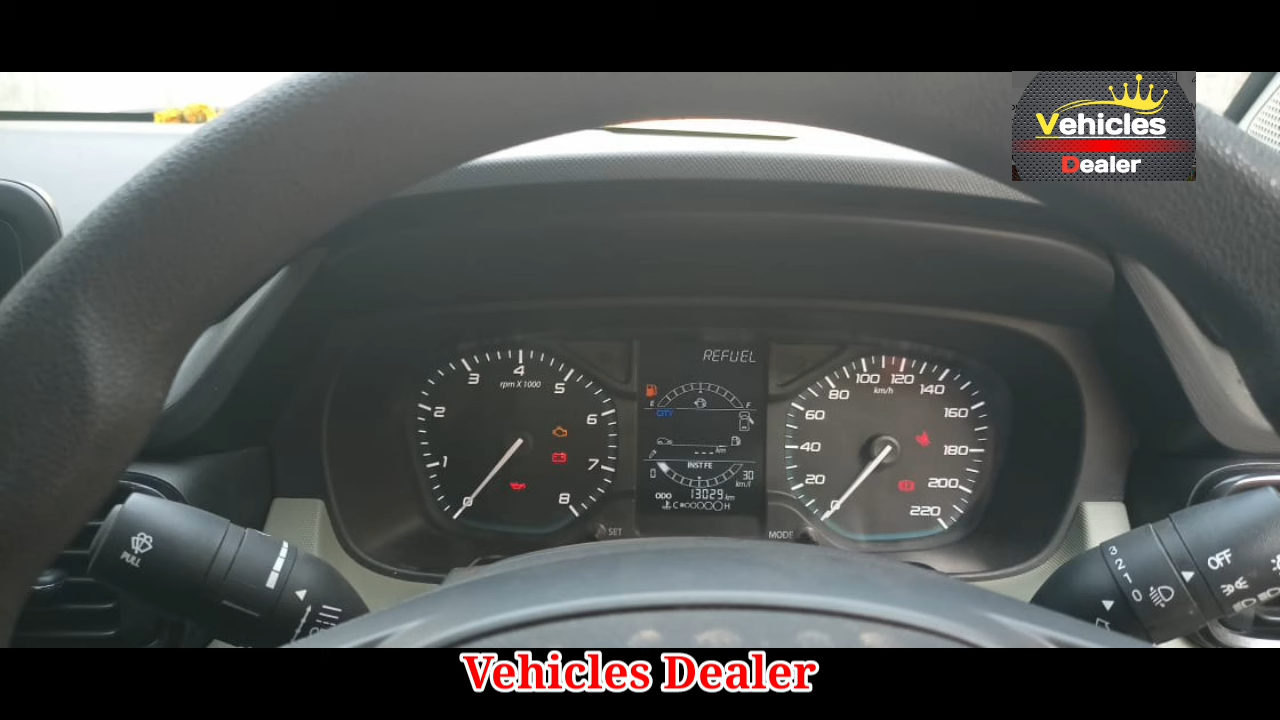 Vehicles
Dealer
REFUEL
E F
CITY
--- km
INST FE
30
km/l
ODO 13029 km
C H
1 2 3 4 5 6 7 8
rpm X 1000
0
SET
0 20 40 60 80 100 120 140 160 180 200 220
km/h
MODE
PULL
3
2
1
0
OFF
Vehicles Dealer